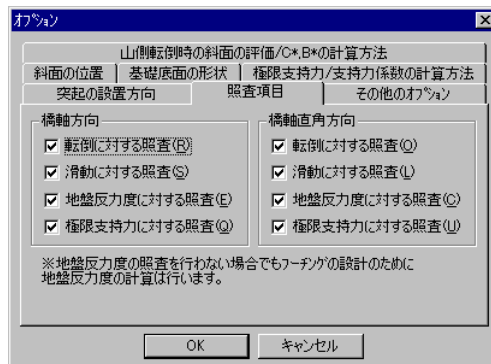 ｵﾌﾟｼｮﾝ
山側転倒時の斜面の評価/C*,B*の計算方法
斜面の位置 基礎底面の形状 極限支持力/支持力係数の計算方法
突起の設置方向 照査項目 その他のｵﾌﾟｼｮﾝ
橋軸方向
転倒に対する照査(R)
滑動に対する照査(S)
地盤反力度に対する照査(E)
極限支持力に対する照査(Q)
橋軸直角方向
転倒に対する照査(O)
滑動に対する照査(L)
地盤反力度に対する照査(C)
極限支持力に対する照査(U)
※地盤反力度の照査を行わない場合でもﾌｰﾁﾝｸﾞの設計のために
地盤反力度の計算は行います。
OK キャンセル